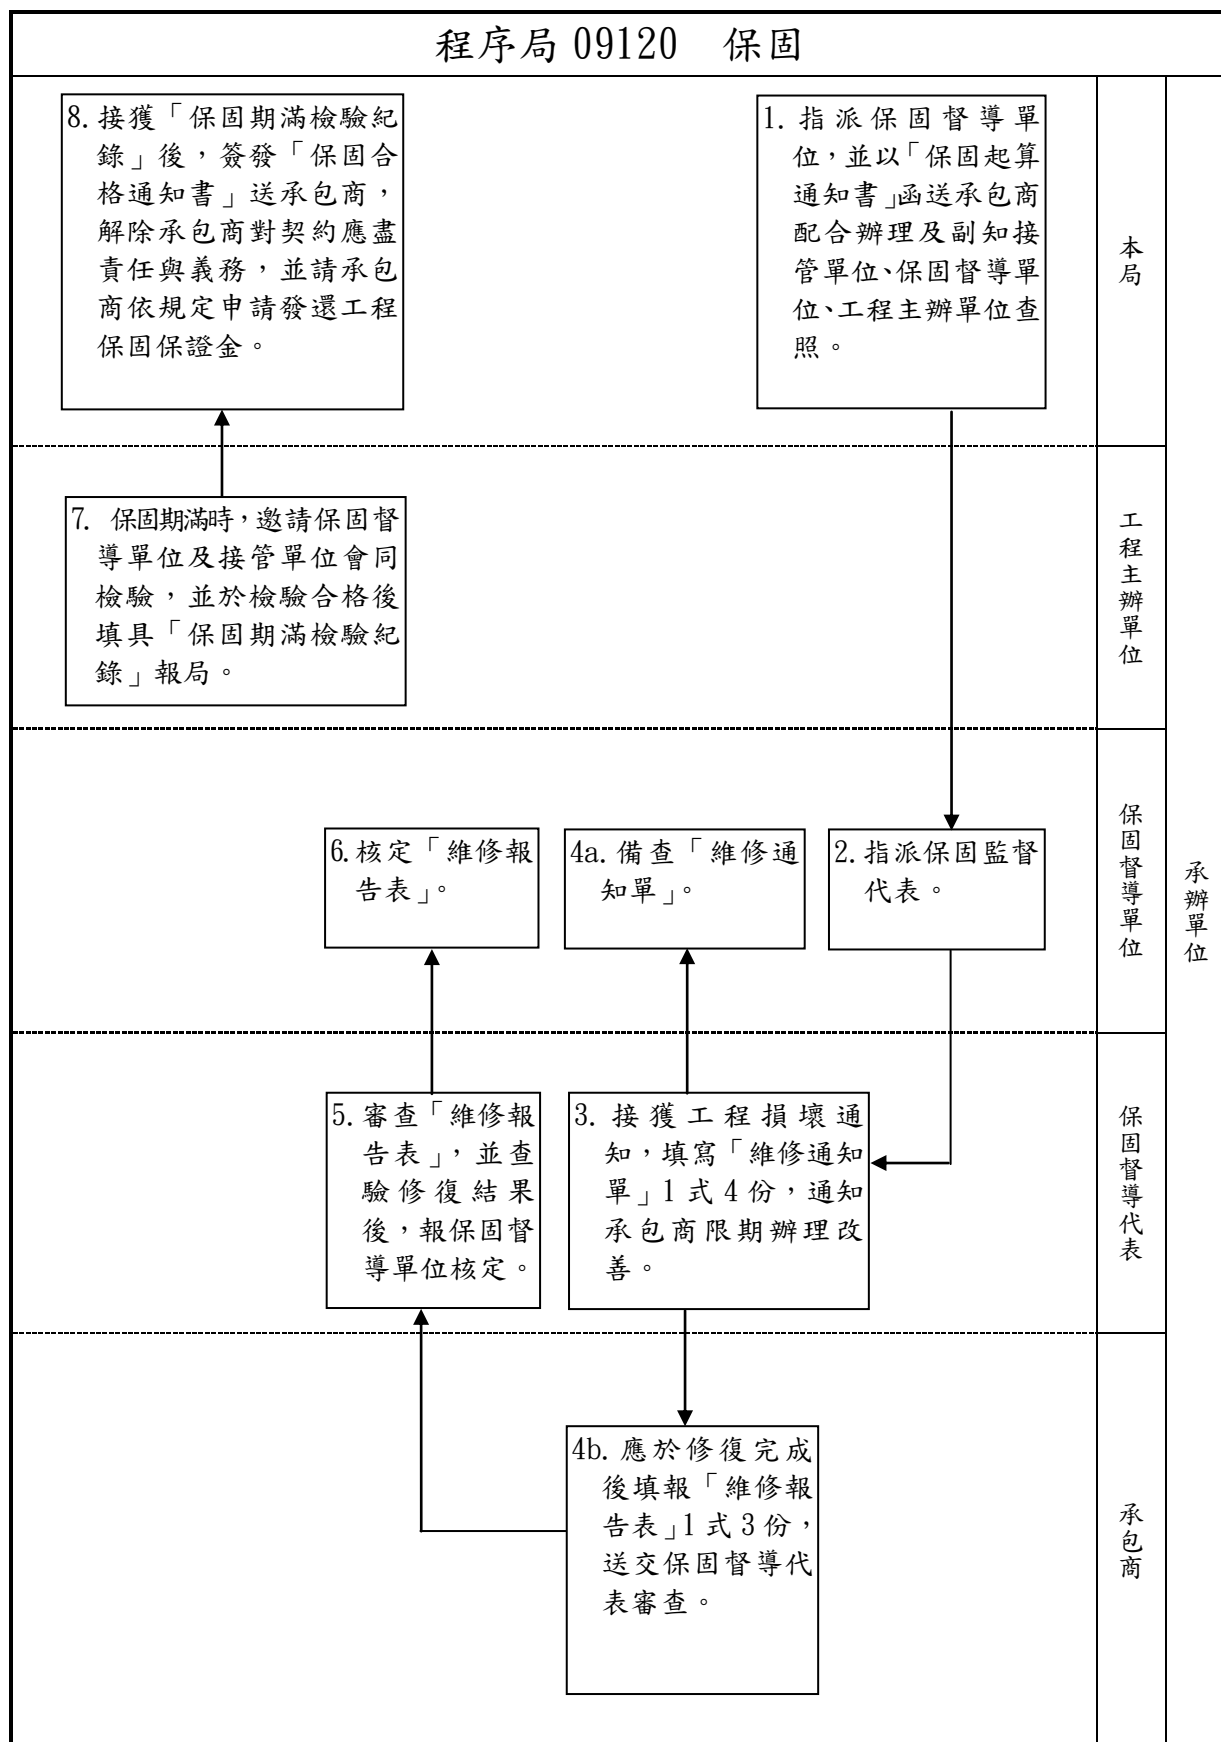 程序局 09120　保固
8. 接獲「保固期滿檢驗紀
錄」後，簽發「保固合
格通知書」送承包商，
解除承包商對契約應盡
責任與義務，並請承包
商依規定申請發還工程
保固保證金。
1. 指派保固督導單
位，並以「保固起算
通知書」函送承包商
配合辦理及副知接
管單位、保固督導單
位、工程主辦單位查
照。
本局
7. 保固期滿時，邀請保固督
導單位及接管單位會同
檢驗，並於檢驗合格後
填具「保固期滿檢驗紀
錄」報局。
工程主辦單位
6. 核定「維修報
告表」。
4a. 備查「維修通
知單」。
2. 指派保固監督
代表。
保固督導單位
承辦單位
5. 審查「維修報
告表」，並查
驗修復結果
後，報保固督
導單位核定。
3. 接獲工程損壞通
知，填寫「維修通知
單」1 式 4 份，通知
承包商限期辦理改
善。
保固督導代表
4b. 應於修復完成
後填報「維修報
告表」1 式 3 份，
送交保固督導代
表審查。
承包商